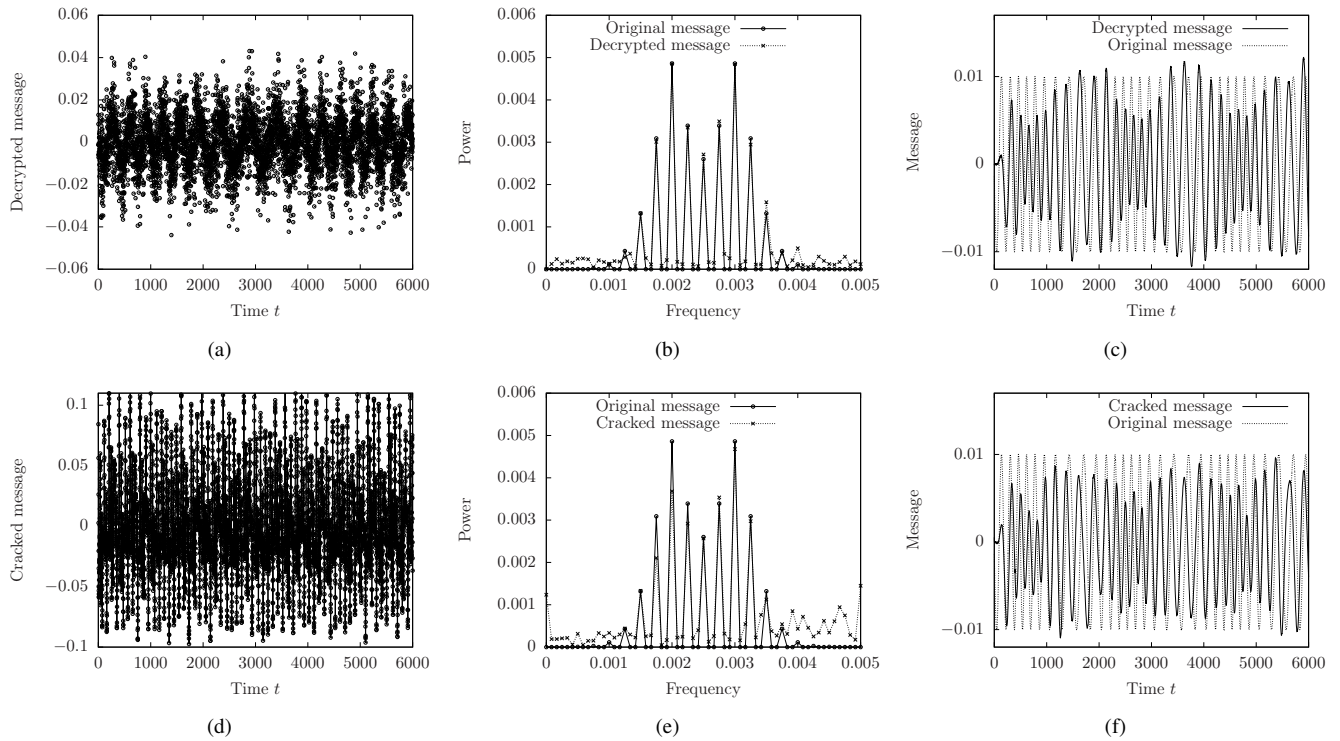 0.06
0.04
0.02
0
−0.02
−0.04
−0.06
0 1000 2000 3000 4000 5000 6000
Decrypted message
Time t
(a)
0.006
0.005
0.004
0.003
0.002
0.001
0
0.001 0.002 0.003 0.004 0.005
Power
Frequency
Original message
Decrypted message
(b)
0.01
0
−0.01
0 1000 2000 3000 4000 5000 6000
Message
Time t
Decrypted message
Original message
(c)
0.1
0.05
0
−0.05
−0.1
0 1000 2000 3000 4000 5000 6000
Cracked message
Time t
(d)
0.006
0.005
0.004
0.003
0.002
0.001
0
0.001 0.002 0.003 0.004 0.005
Power
Frequency
Original message
Cracked message
(e)
0.01
0
−0.01
0 1000 2000 3000 4000 5000 6000
Message
Time t
Cracked message
Original message
(f)